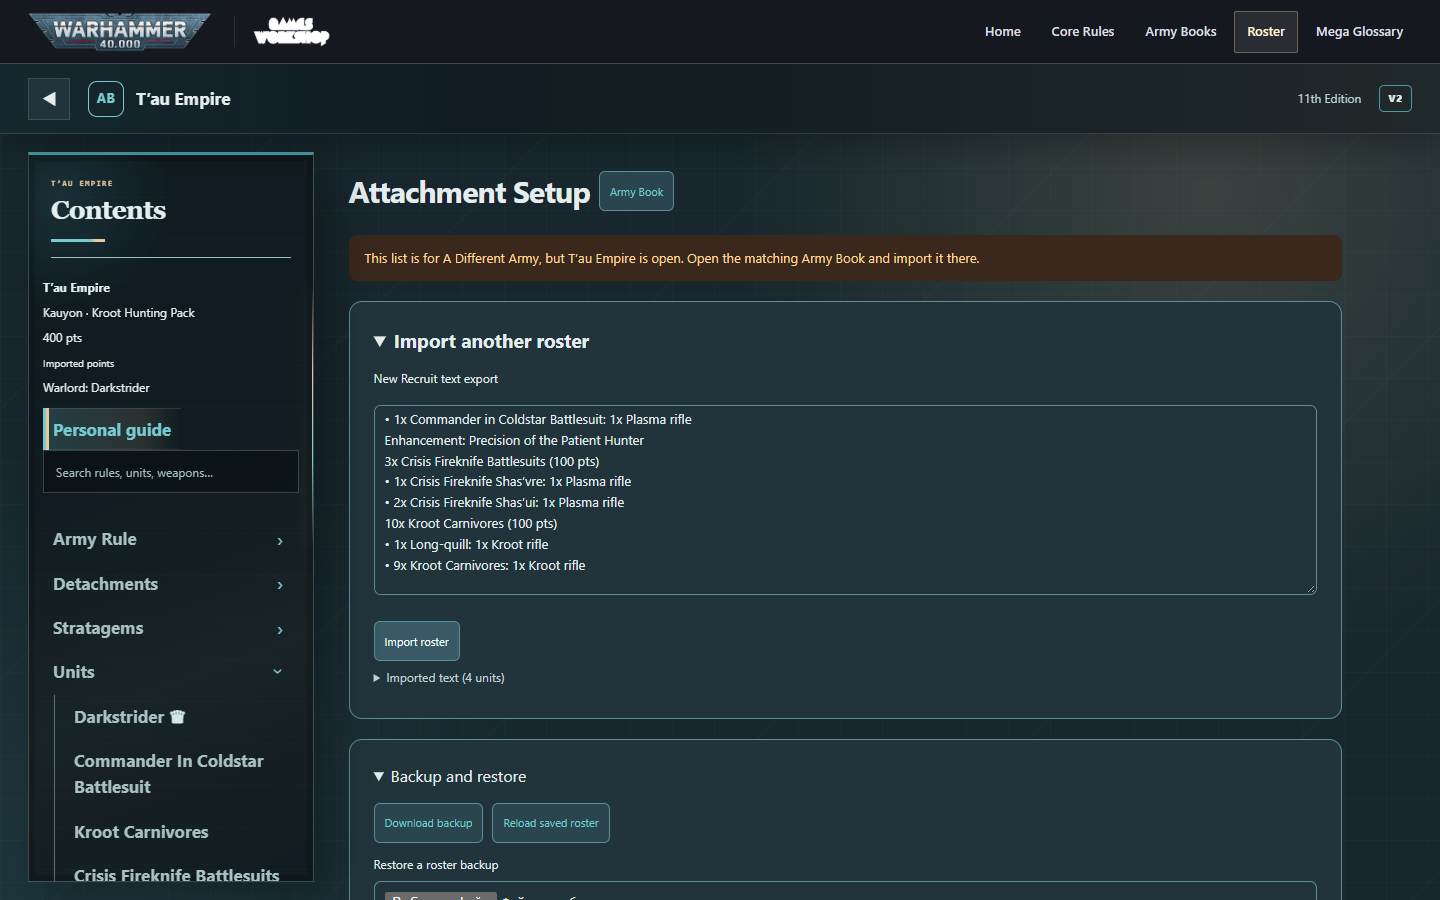 WARHAMMER
40,000
GAMES
WORKSHOP
Home
Core Rules
Army Books
Roster
Mega Glossary
AB
T'au Empire
11th Edition
V2
T'AU EMPIRE
Contents
T'au Empire
Kauyon · Kroot Hunting Pack
400 pts
Imported points
Warlord: Darkstrider
Personal guide
Search rules, units, weapons...
Army Rule
Detachments
Stratagems
Units
Darkstrider
Commander In Coldstar
Battlesuit
Kroot Carnivores
Crisis Fireknife Battlesuits
Attachment Setup
Army Book
This list is for A Different Army, but T'au Empire is open. Open the matching Army Book and import it there.
Import another roster
New Recruit text export
• 1x Commander in Coldstar Battlesuit: 1x Plasma rifle
Enhancement: Precision of the Patient Hunter
3x Crisis Fireknife Battlesuits (100 pts)
• 1x Crisis Fireknife Shas'vre: 1x Plasma rifle
• 2x Crisis Fireknife Shas'ui: 1x Plasma rifle
10x Kroot Carnivores (100 pts)
• 1x Long-quill: 1x Kroot rifle
• 9x Kroot Carnivores: 1x Kroot rifle
Import roster
Imported text (4 units)
Backup and restore
Download backup
Reload saved roster
Restore a roster backup